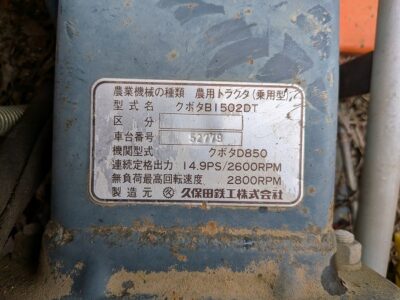 農業機械の種類 農用トラクタ(乗用型)
型式名 クボタB1502DT
区分
車台番号 52779
機関型式 クボタD850
連続定格出力 14.9PS/2600RPM
無負荷最高回転速度 2800RPM
製造元 久保田鉄工株式会社